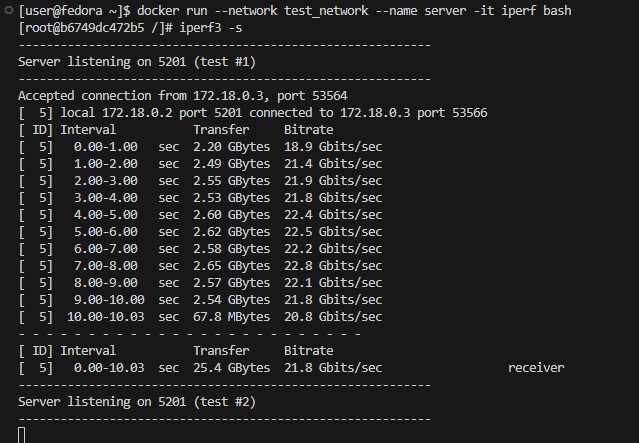 [user@fedora ~]$ docker run --network test_network --name server -it iperf bash
[root@b6749dc472b5 /]# iperf3 -s
-----------------------------------------------------------
Server listening on 5201 (test #1)
-----------------------------------------------------------
Accepted connection from 172.18.0.3, port 53564
[  5] local 172.18.0.2 port 5201 connected to 172.18.0.3 port 53566
[ ID] Interval           Transfer     Bitrate
[  5]   0.00-1.00   sec  2.20 GBytes  18.9 Gbits/sec
[  5]   1.00-2.00   sec  2.49 GBytes  21.4 Gbits/sec
[  5]   2.00-3.00   sec  2.55 GBytes  21.9 Gbits/sec
[  5]   3.00-4.00   sec  2.53 GBytes  21.8 Gbits/sec
[  5]   4.00-5.00   sec  2.60 GBytes  22.4 Gbits/sec
[  5]   5.00-6.00   sec  2.62 GBytes  22.5 Gbits/sec
[  5]   6.00-7.00   sec  2.58 GBytes  22.2 Gbits/sec
[  5]   7.00-8.00   sec  2.65 GBytes  22.8 Gbits/sec
[  5]   8.00-9.00   sec  2.57 GBytes  22.1 Gbits/sec
[  5]   9.00-10.00  sec  2.54 GBytes  21.8 Gbits/sec
[  5]  10.00-10.03  sec  67.8 MBytes  20.8 Gbits/sec
- - - - - - - - - - - - - - - - - - - - - - - - -
[ ID] Interval           Transfer     Bitrate
[  5]   0.00-10.03  sec  25.4 GBytes  21.8 Gbits/sec                  receiver
-----------------------------------------------------------
Server listening on 5201 (test #2)
-----------------------------------------------------------